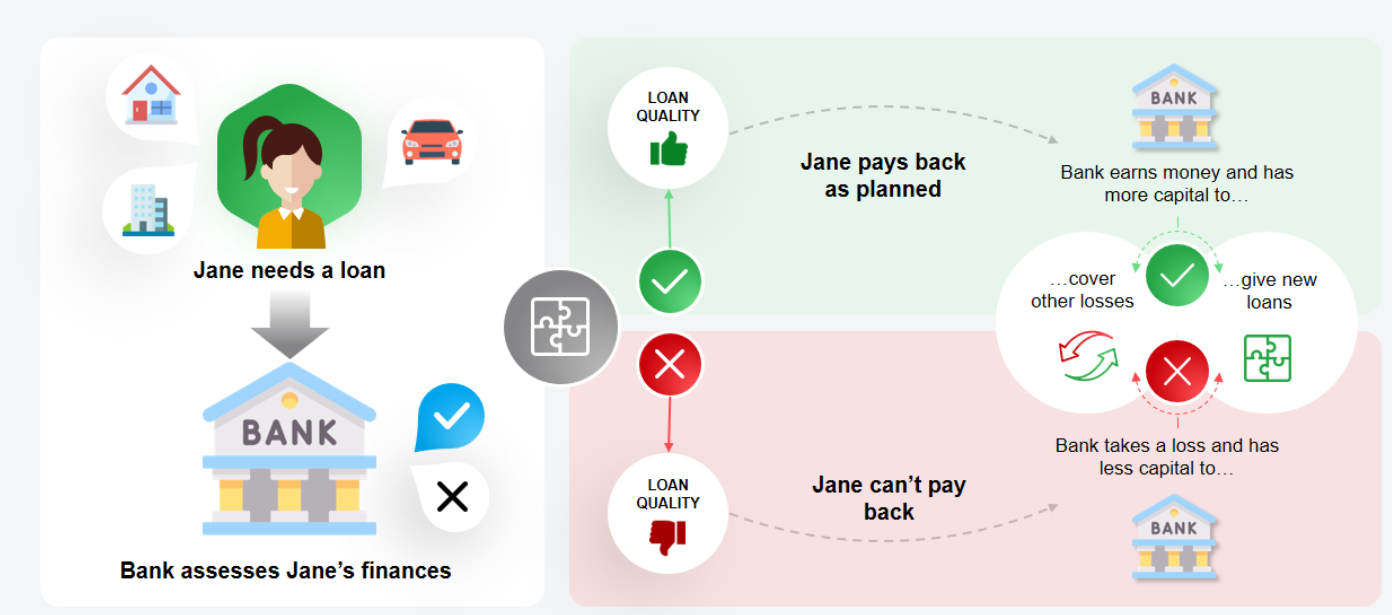 Jane needs a loan
BANK
Bank assesses Jane's finances
LOAN
QUALITY
Jane pays back
as planned
BANK
Bank earns money and has
more capital to…
…cover
other losses
…give new
loans
LOAN
QUALITY
Jane can't pay
back
Bank takes a loss and has
less capital to…
BANK